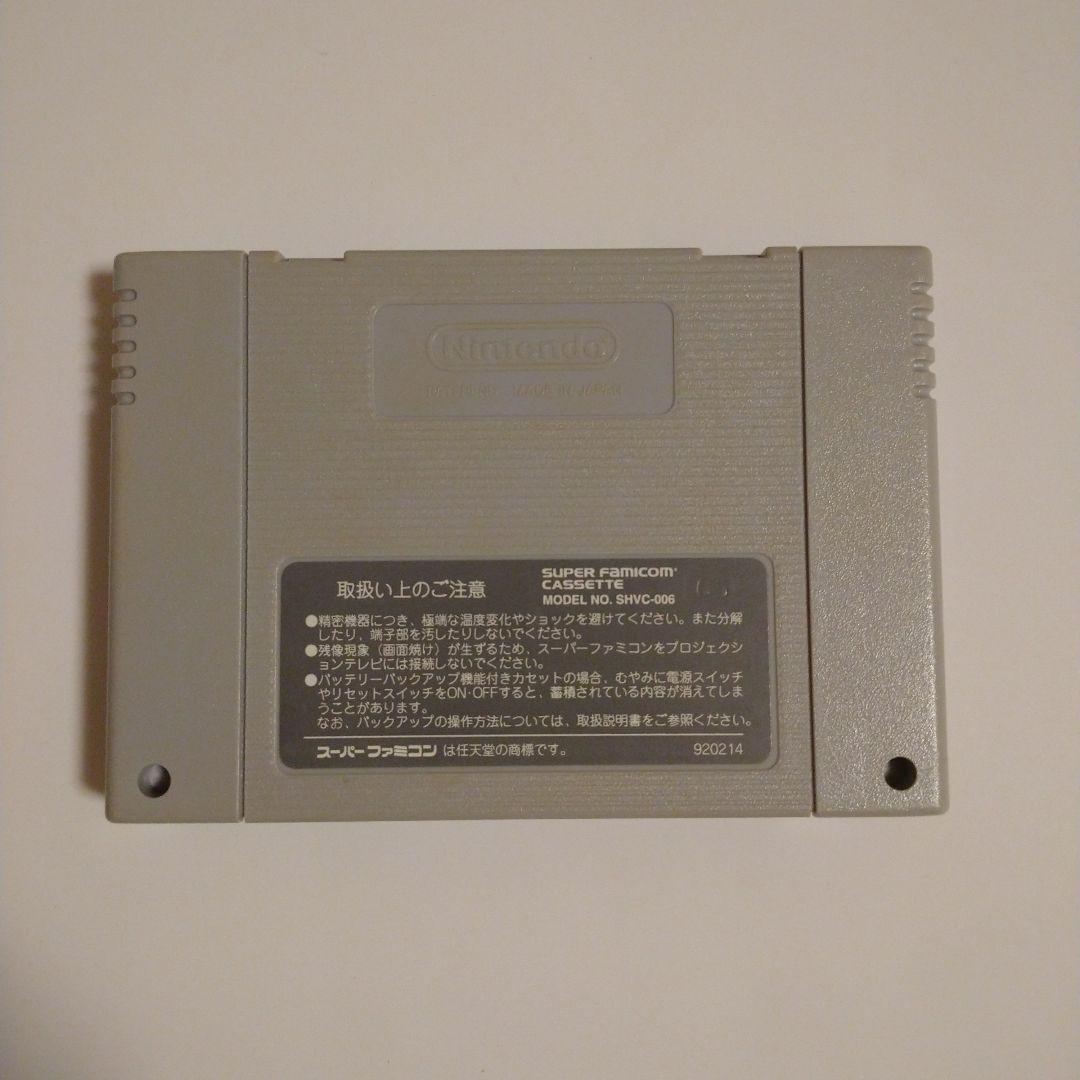 Nintendo
MADE IN JAPAN
取扱い上のご注意
SUPER FAMICOM
CASSETTE
MODEL NO. SHVC-006
●精密機器につき、極端な温度変化やショックを避けてください。また分解
したり、端子部を汚したりしないでください。
●残像現象（画面焼け）が生ずるため、スーパーファミコンをプロジェクショ
ンテレビには接続しないでください。
●バッテリーバックアップ機能付きカセットの場合、むやみに電源スイッチ
やリセットスイッチをON・OFFすると、蓄積されている内容が消えてしま
うことがあります。
なお、バックアップの操作方法については、取扱説明書をご参照ください。
スーパーファミコン は任天堂の商標です。 920214